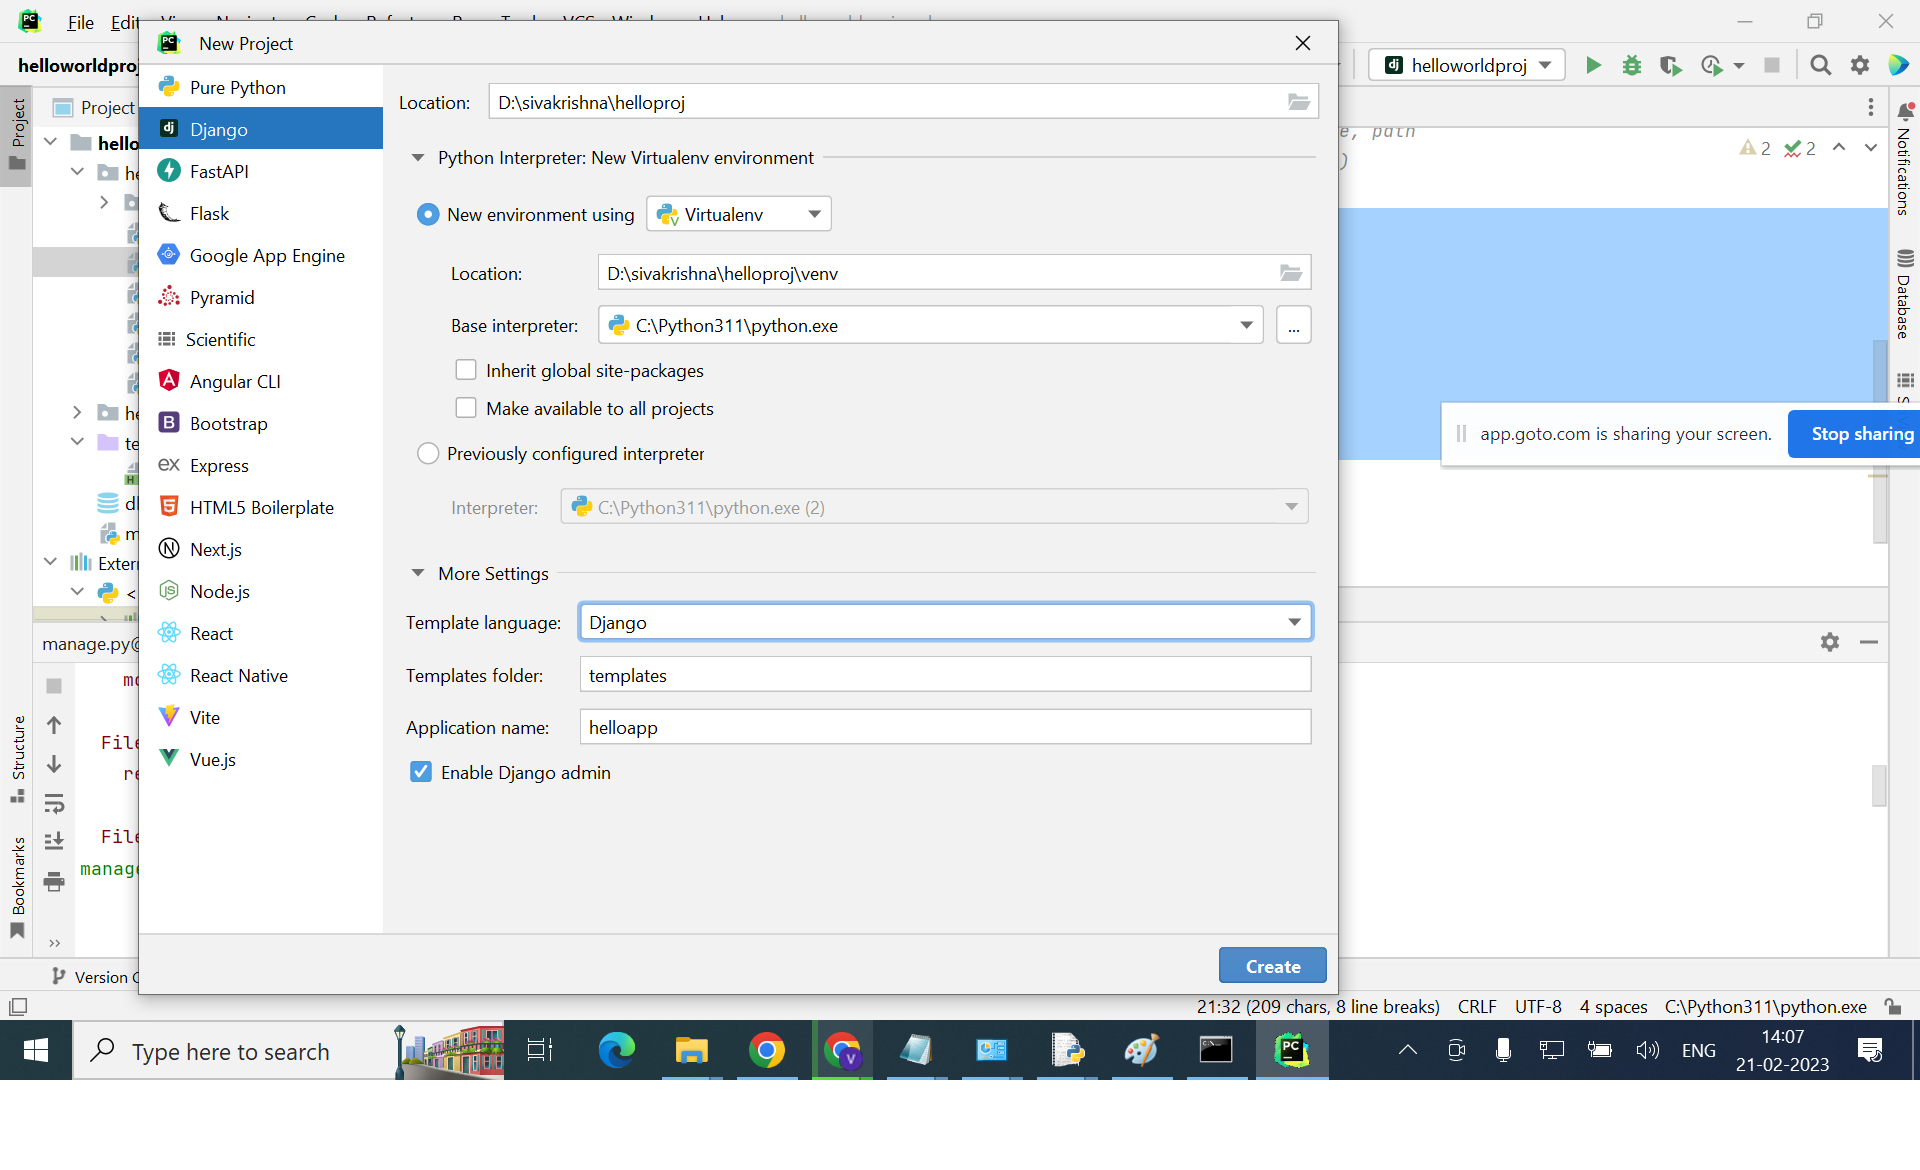 File Edit
New Project
helloworldproj
helloworldproj
Project
Pure Python
Django
FastAPI
Flask
Google App Engine
Pyramid
Scientific
Angular CLI
Bootstrap
Express
HTML5 Boilerplate
Next.js
Node.js
React
React Native
Vite
Vue.js
Location: D:\sivakrishna\helloproj
Python Interpreter: New Virtualenv environment
New environment using Virtualenv
Location: D:\sivakrishna\helloproj\venv
Base interpreter: C:\Python311\python.exe ...
Inherit global site-packages
Make available to all projects
Previously configured interpreter
Interpreter: C:\Python311\python.exe (2)
More Settings
Template language: Django
Templates folder: templates
Application name: helloapp
Enable Django admin
Create
e, path
)
2 2
app.goto.com is sharing your screen. Stop sharing
Project
Structure
Bookmarks
Notifications
Database
hello
he
he
te
Extern
<
manage.py@
File
re
File
manage
Version C
21:32 (209 chars, 8 line breaks) CRLF UTF-8 4 spaces C:\Python311\python.exe
Type here to search
ENG
14:07
21-02-2023